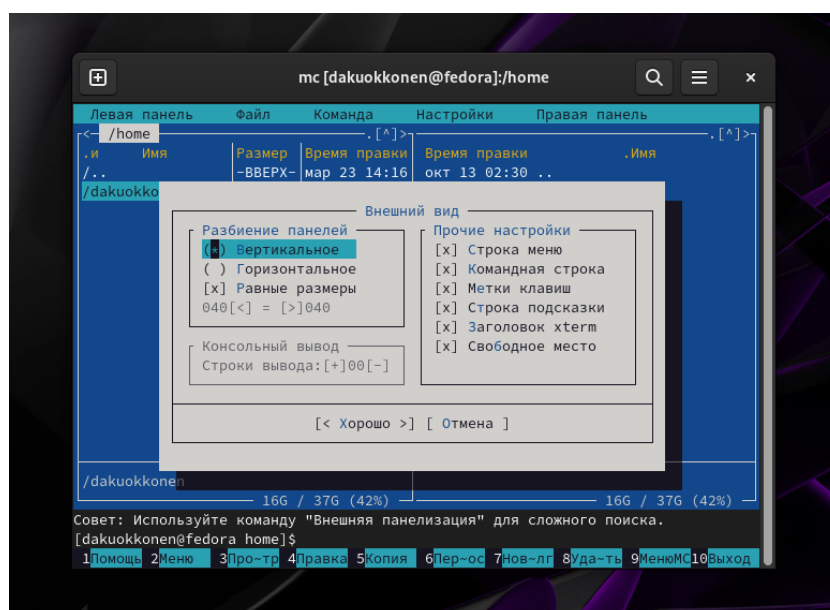 mc [dakuokkonen@fedora]:/home
Левая панель Файл Команда Настройки Правая панель
<- /home .[^]> .[^]>
.и Имя Размер Время правки Время правки .Имя
/.. -ВВЕРХ- мар 23 14:16 окт 13 02:30 ..
/dakuokko
Внешний вид
Разбиение панелей Прочие настройки
(*) Вертикальное [x] Строка меню
( ) Горизонтальное [x] Командная строка
[x] Равные размеры [x] Метки клавиш
040[<] = [>]040 [x] Строка подсказки
[x] Заголовок xterm
Консольный вывод [x] Свободное место
Строки вывода:[+]00[-]
[< Хорошо >] [ Отмена ]
/dakuokkonen
16G / 37G (42%) 16G / 37G (42%)
Совет: Используйте команду "Внешняя панелизация" для сложного поиска.
[dakuokkonen@fedora home]$
1Помощь 2Меню 3Про~тр 4Правка 5Копия 6Пер~ос 7Нов~лг 8Уда~ть 9МенюМС 10Выход